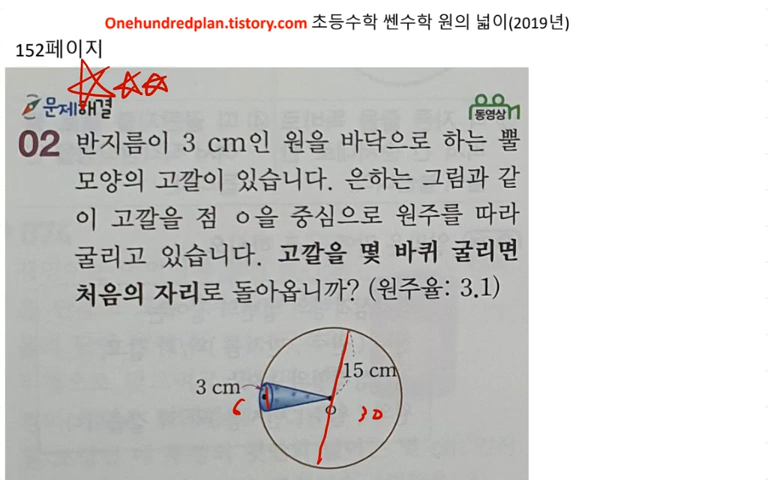 Onehundredplan.tistory.com 초등수학 쎈수학 원의 넓이(2019년)
152페이지
문제해결
동영상
02 반지름이 3 cm인 원을 바닥으로 하는 뿔
모양의 고깔이 있습니다. 은하는 그림과 같
이 고깔을 점 ㅇ을 중심으로 원주를 따라
굴리고 있습니다. 고깔을 몇 바퀴 굴리면
처음의 자리로 돌아옵니까? (원주율: 3.1)
15 cm
3 cm
6
ㅇ
30